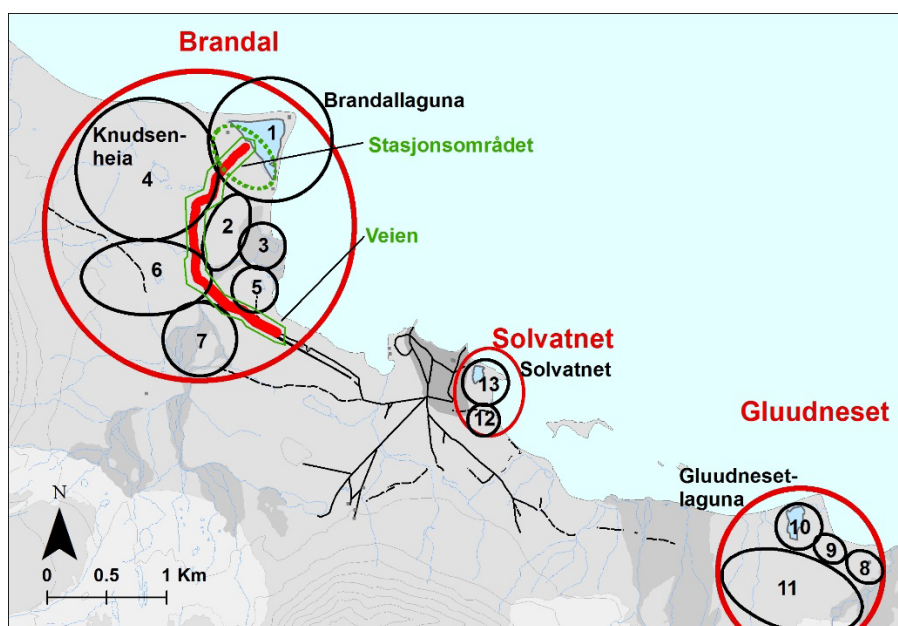 Brandal
Brandallaguna
1
Stasjonsområdet
Knudsen-
heia
4
2
3
Veien
6
5
7
Solvatnet
Solvatnet
13
12
Gluudneset
Gluudneset-
laguna
10
9
8
11
N
0 0.5 1 Km